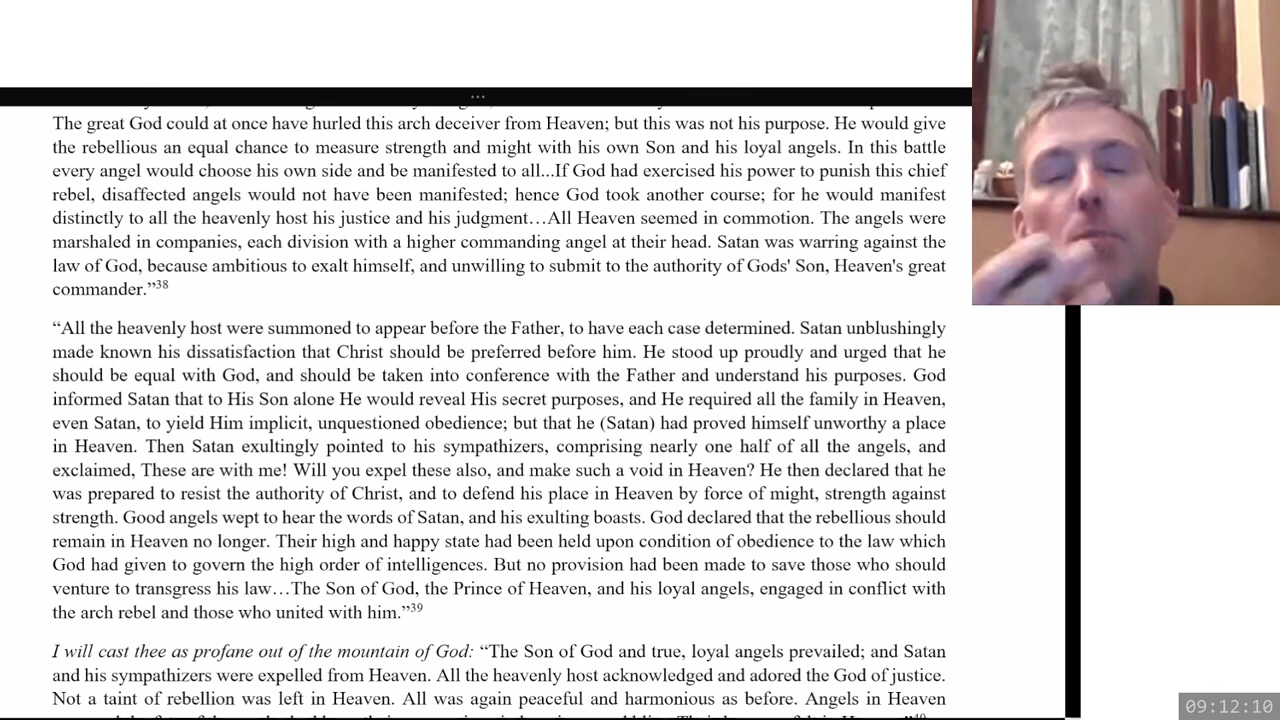 The great God could at once have hurled this arch deceiver from Heaven; but this was not his purpose. He would give
the rebellious an equal chance to measure strength and might with his own Son and his loyal angels. In this battle
every angel would choose his own side and be manifested to all...If God had exercised his power to punish this chief
rebel, disaffected angels would not have been manifested; hence God took another course; for he would manifest
distinctly to all the heavenly host his justice and his judgment…All Heaven seemed in commotion. The angels were
marshaled in companies, each division with a higher commanding angel at their head. Satan was warring against the
law of God, because ambitious to exalt himself, and unwilling to submit to the authority of Gods' Son, Heaven's great
commander.”38
“All the heavenly host were summoned to appear before the Father, to have each case determined. Satan unblushingly
made known his dissatisfaction that Christ should be preferred before him. He stood up proudly and urged that he
should be equal with God, and should be taken into conference with the Father and understand his purposes. God
informed Satan that to His Son alone He would reveal His secret purposes, and He required all the family in Heaven,
even Satan, to yield Him implicit, unquestioned obedience; but that he (Satan) had proved himself unworthy a place
in Heaven. Then Satan exultingly pointed to his sympathizers, comprising nearly one half of all the angels, and
exclaimed, These are with me! Will you expel these also, and make such a void in Heaven? He then declared that he
was prepared to resist the authority of Christ, and to defend his place in Heaven by force of might, strength against
strength. Good angels wept to hear the words of Satan, and his exulting boasts. God declared that the rebellious should
remain in Heaven no longer. Their high and happy state had been held upon condition of obedience to the law which
God had given to govern the high order of intelligences. But no provision had been made to save those who should
venture to transgress his law…The Son of God, the Prince of Heaven, and his loyal angels, engaged in conflict with
the arch rebel and those who united with him.”39
I will cast thee as profane out of the mountain of God: “The Son of God and true, loyal angels prevailed; and Satan
and his sympathizers were expelled from Heaven. All the heavenly host acknowledged and adored the God of justice.
Not a taint of rebellion was left in Heaven. All was again peaceful and harmonious as before. Angels in Heaven
09:12:10